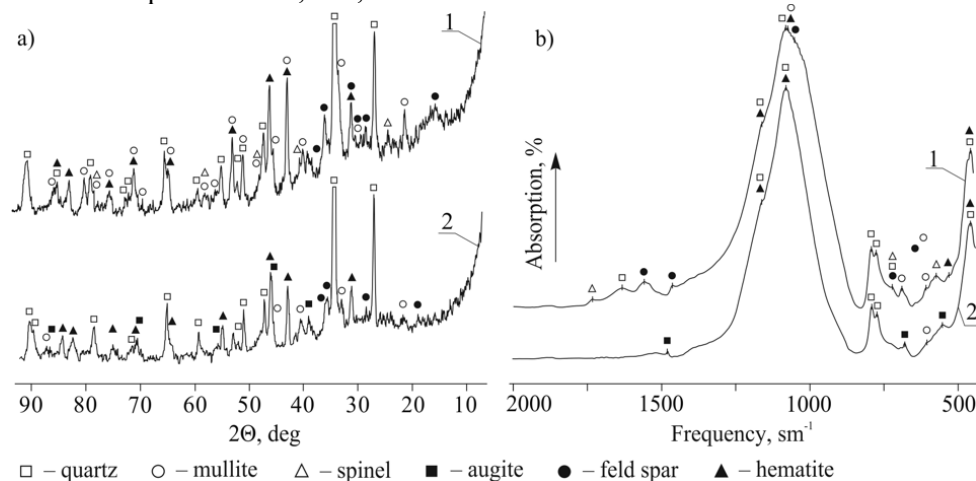 a)
1
2
90 80 70 60 50 40 30 20 10
2Θ, deg
b)
Absorption, %
1
2
2000 1500 1000 500
Frequency, sm⁻¹
□ – quartz ○ – mullite △ – spinel ■ – augite ● – feld spar ▲ – hematite